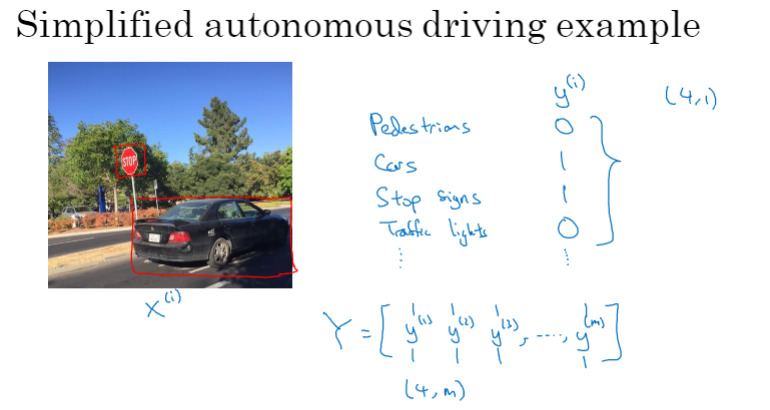 Simplified autonomous driving example
STOP
y^(i) (4,1)
Pedestrians 0
Cars 1
Stop signs 1
Traffic lights 0
⋮ ⋮
x^(i)
Y = [ y^(1) y^(2) y^(3), ...., y^(m) ]
(4,m)